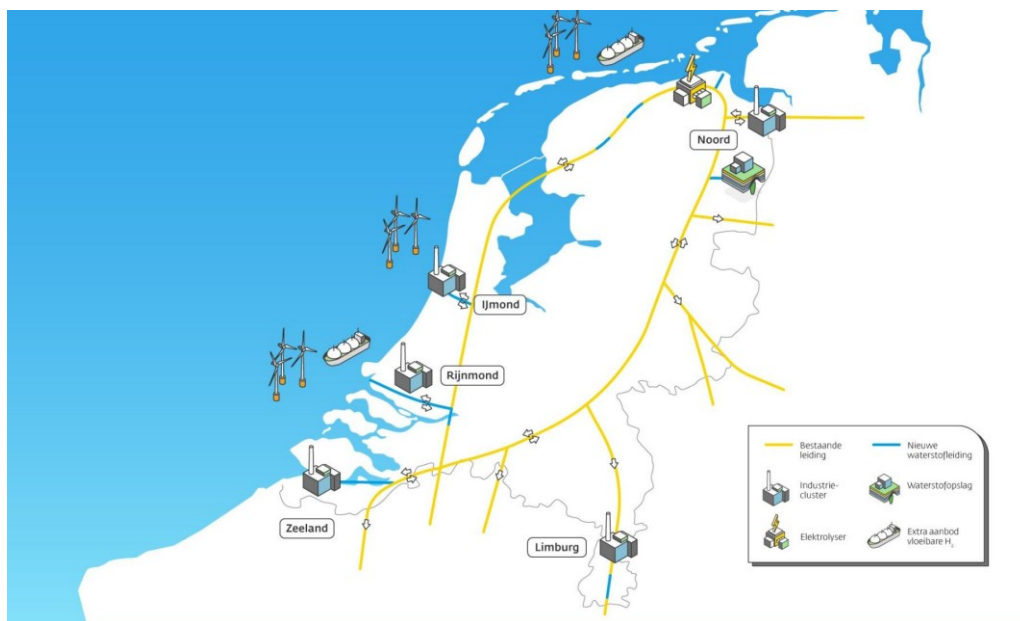 Noord
IJmond
Rijnmond
Zeeland
Limburg
Bestaande
leiding
Nieuwe
waterstofleiding
Industrie-
cluster
Waterstofopslag
Elektrolyser
Extra aanbod
vloeibare H₂